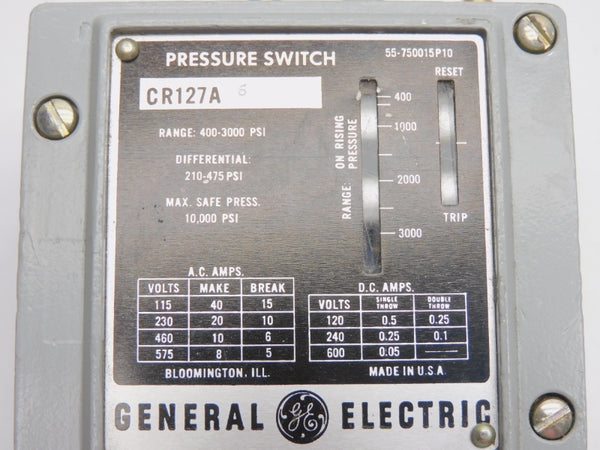 PRESSURE SWITCH
55-750015P10
CR127A 6
RANGE: 400-3000 PSI
DIFFERENTIAL:
210-475 PSI
MAX. SAFE PRESS.
10,000 PSI
RANGE: ON RISING
PRESSURE
400
1000
2000
3000
RESET
TRIP
A.C. AMPS.
VOLTS MAKE BREAK
115 40 15
230 20 10
460 10 6
575 8 5
D.C. AMPS.
VOLTS SINGLE THROW DOUBLE THROW
120 0.5 0.25
240 0.25 0.1
600 0.05 ——
BLOOMINGTON, ILL.
MADE IN U.S.A.
GENERAL GE ELECTRIC